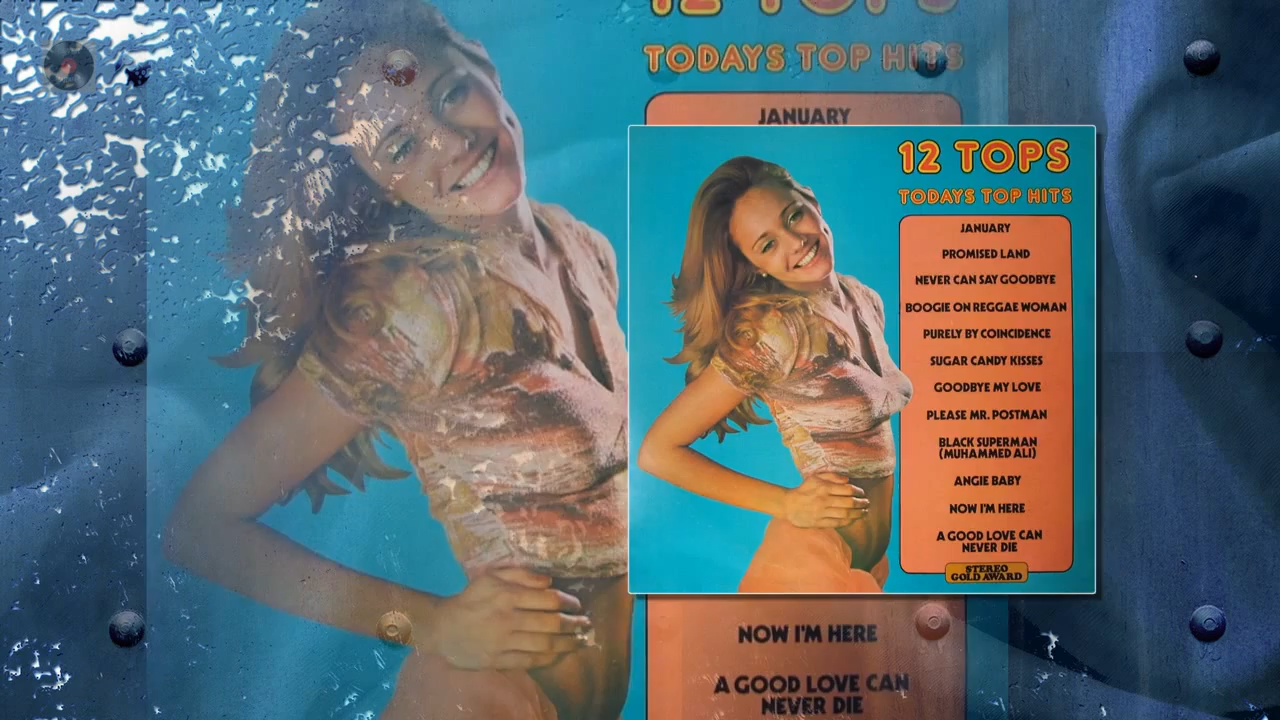 12 TOPS
TODAYS TOP HITS
JANUARY
12 TOPS
TODAYS TOP HITS
JANUARY
PROMISED LAND
NEVER CAN SAY GOODBYE
BOOGIE ON REGGAE WOMAN
PURELY BY COINCIDENCE
SUGAR CANDY KISSES
GOODBYE MY LOVE
PLEASE MR. POSTMAN
BLACK SUPERMAN
(MUHAMMED ALI)
ANGIE BABY
NOW I'M HERE
A GOOD LOVE CAN
NEVER DIE
STEREO
GOLD AWARD
NOW I'M HERE
A GOOD LOVE CAN
NEVER DIE